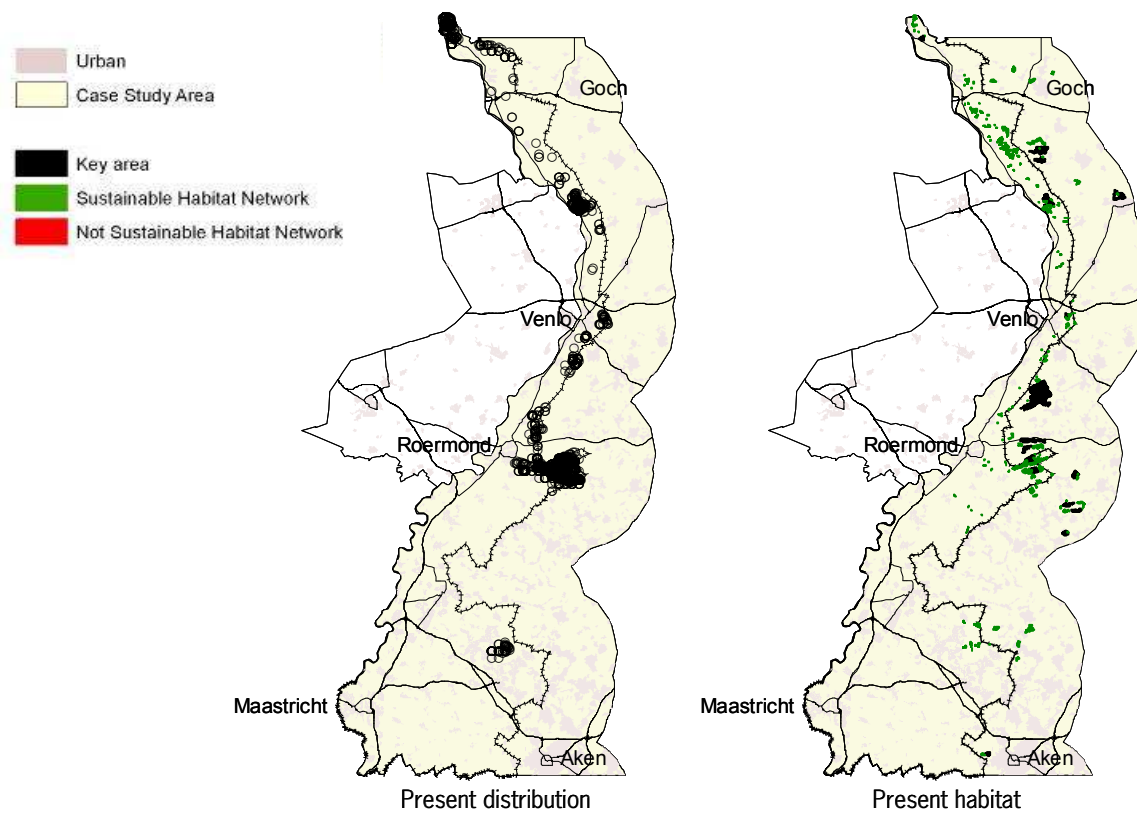 Urban
Case Study Area
Key area
Sustainable Habitat Network
Not Sustainable Habitat Network
Goch
Venlo
Roermond
Maastricht
Aken
Present distribution
Goch
Venlo
Roermond
Maastricht
Aken
Present habitat